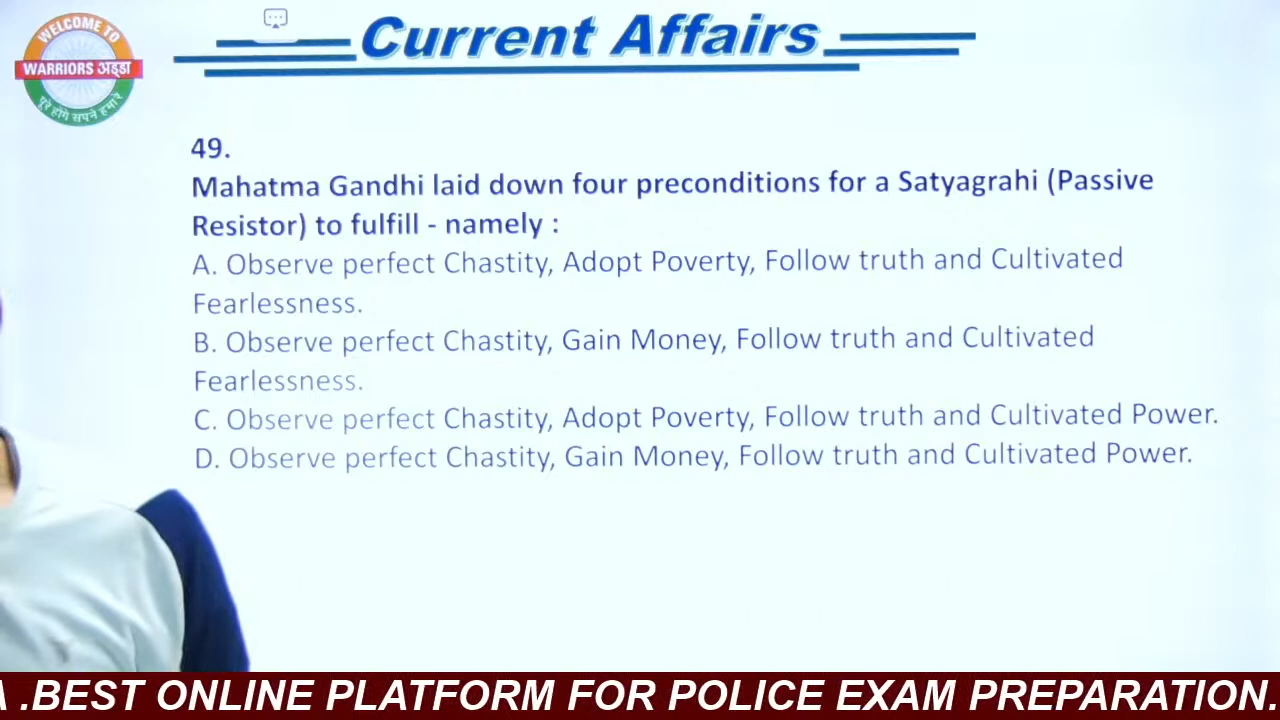 WELCOME TO
WARRIORS अड्डा
पूरे होंगे सपने हमारे
Current Affairs
49.
Mahatma Gandhi laid down four preconditions for a Satyagrahi (Passive
Resistor) to fulfill - namely :
A. Observe perfect Chastity, Adopt Poverty, Follow truth and Cultivated
Fearlessness.
B. Observe perfect Chastity, Gain Money, Follow truth and Cultivated
Fearlessness.
C. Observe perfect Chastity, Adopt Poverty, Follow truth and Cultivated Power.
D. Observe perfect Chastity, Gain Money, Follow truth and Cultivated Power.
A .BEST ONLINE PLATFORM FOR POLICE EXAM PREPARATION.